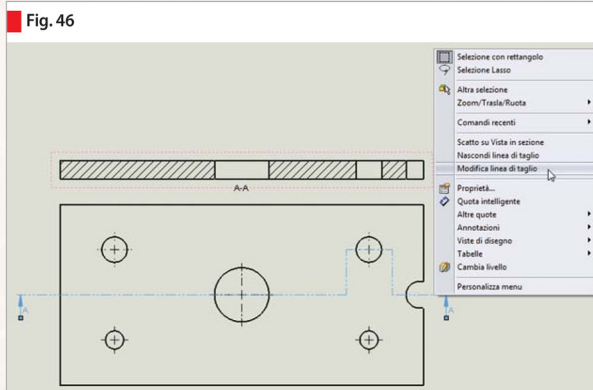 Fig. 46
Selezione con rettangolo
Selezione Lasso
Altra selezione
Zoom/Trasla/Ruota
Comandi recenti
Scatto su Vista in sezione
Nascondi linea di taglio
Modifica linea di taglio
Proprietà...
Quota intelligente
Altre quote
Annotazioni
Viste di disegno
Tabelle
Cambia livello
Personalizza menu
A-A
A
A